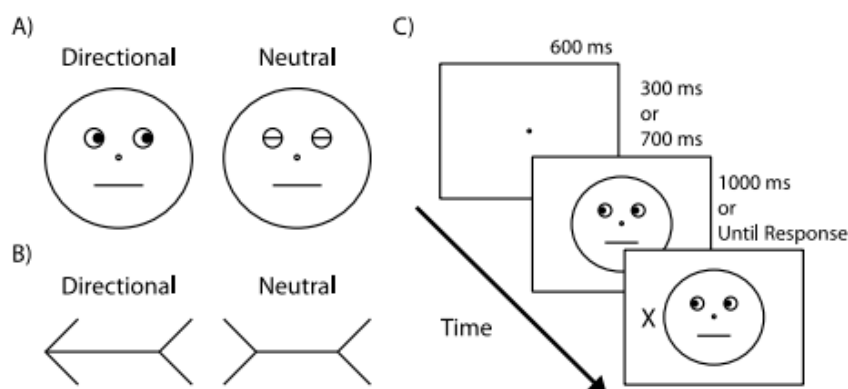 A)
Directional
Neutral
B)
Directional
Neutral
C)
600 ms
300 ms
or
700 ms
1000 ms
or
Until Response
X
Time